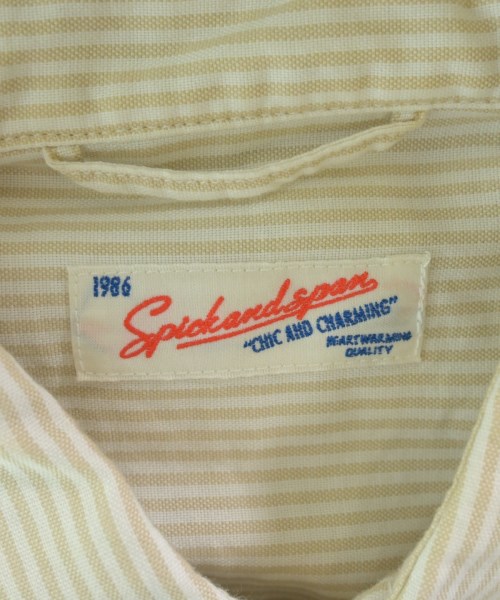 1986
Spickandspan
"CHIC AND CHARMING"
HEARTWARMING
QUALITY